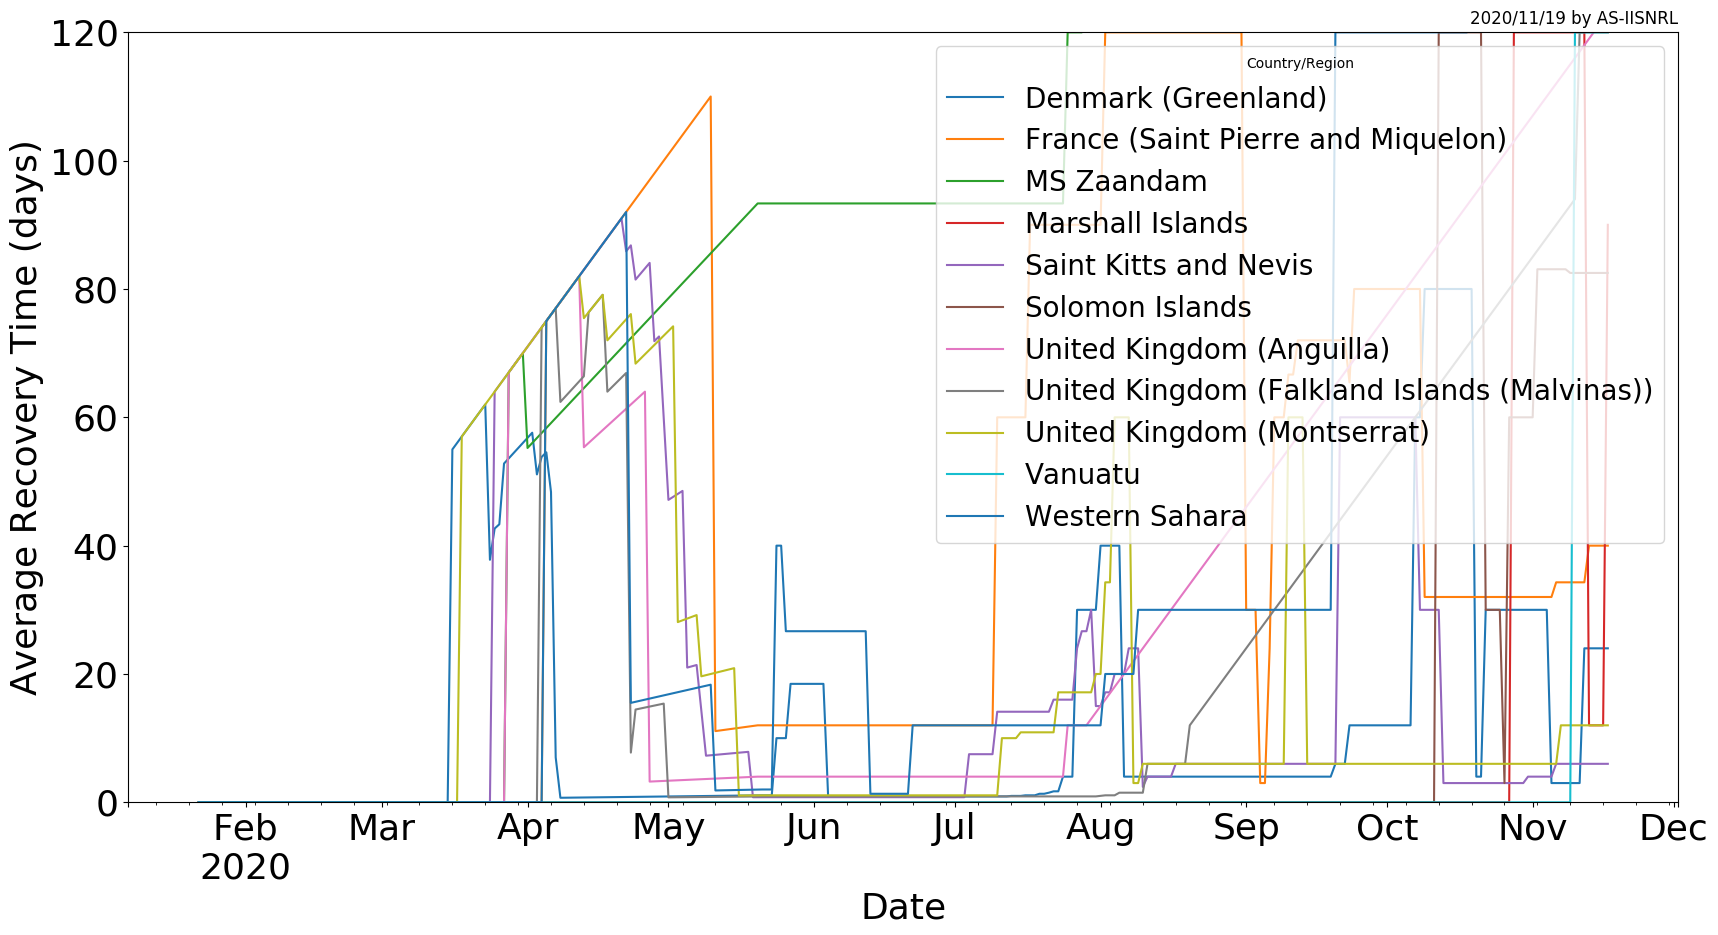 2020/11/19 by AS-IISNRL
120
100
80
60
40
20
0
Average Recovery Time (days)
Country/Region
Denmark (Greenland)
France (Saint Pierre and Miquelon)
MS Zaandam
Marshall Islands
Saint Kitts and Nevis
Solomon Islands
United Kingdom (Anguilla)
United Kingdom (Falkland Islands (Malvinas))
United Kingdom (Montserrat)
Vanuatu
Western Sahara
Feb Mar Apr May Jun Jul Aug Sep Oct Nov Dec
2020
Date